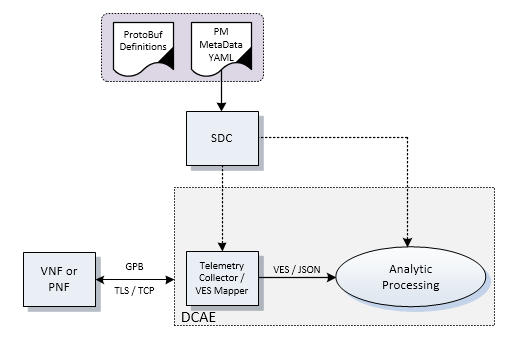 ProtoBuf
Definitions
PM
MetaData
YAML
SDC
VNF or
PNF
GPB
TLS / TCP
Telemetry
Collector /
VES Mapper
VES / JSON
Analytic
Processing
DCAE